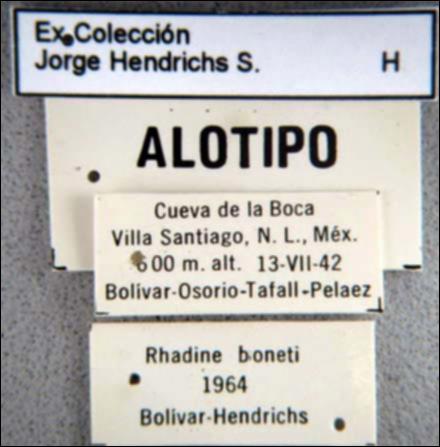 Ex. Colección
Jorge Hendrichs S. H
ALOTIPO
Cueva de la Boca
Villa Santiago, N. L., Méx.
600 m. alt. 13-VII-42
Bolivar-Osorio-Tafall-Pelaez
Rhadine boneti
1964
Bolivar-Hendrichs